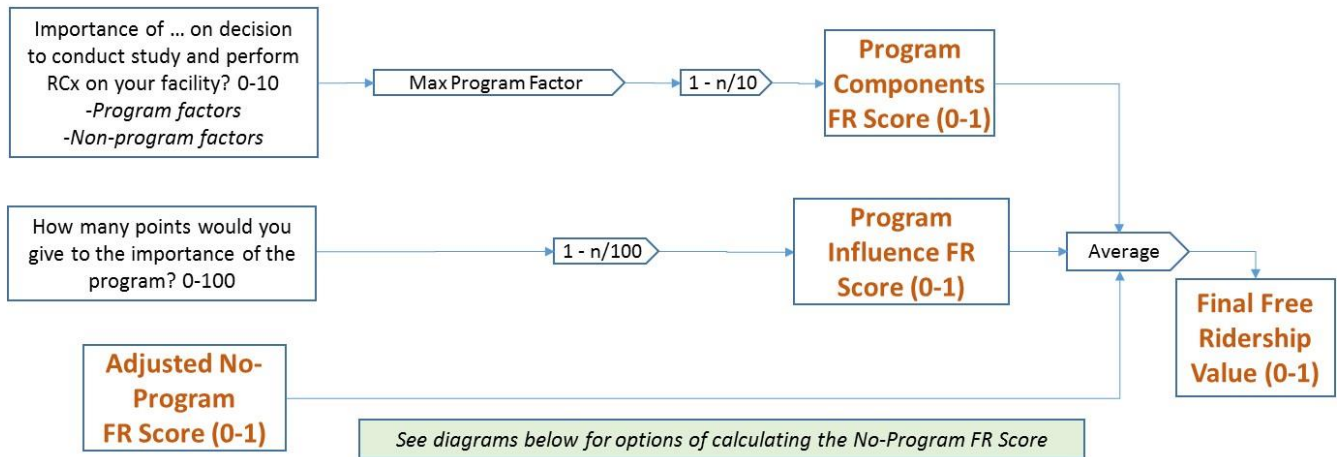 Importance of ... on decision
to conduct study and perform
RCx on your facility? 0-10
-Program factors
-Non-program factors
Max Program Factor
1 - n/10
Program
Components
FR Score (0-1)
How many points would you
give to the importance of the
program? 0-100
1 - n/100
Program
Influence FR
Score (0-1)
Average
Final Free
Ridership
Value (0-1)
Adjusted No-
Program
FR Score (0-1)
See diagrams below for options of calculating the No-Program FR Score